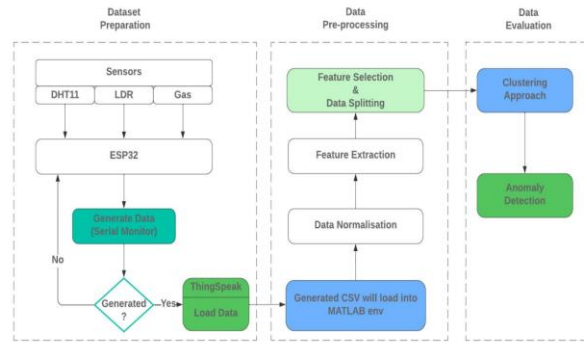 Dataset
Preparation
Data
Pre-processing
Data
Evaluation
Sensors
DHT11 LDR Gas
ESP32
Generate Data
(Serial Monitor)
No
Generated
?
Yes
ThingSpeak
Load Data
Feature Selection
&
Data Splitting
Feature Extraction
Data Normalisation
Generated CSV will load into
MATLAB env
Clustering
Approach
Anomaly
Detection